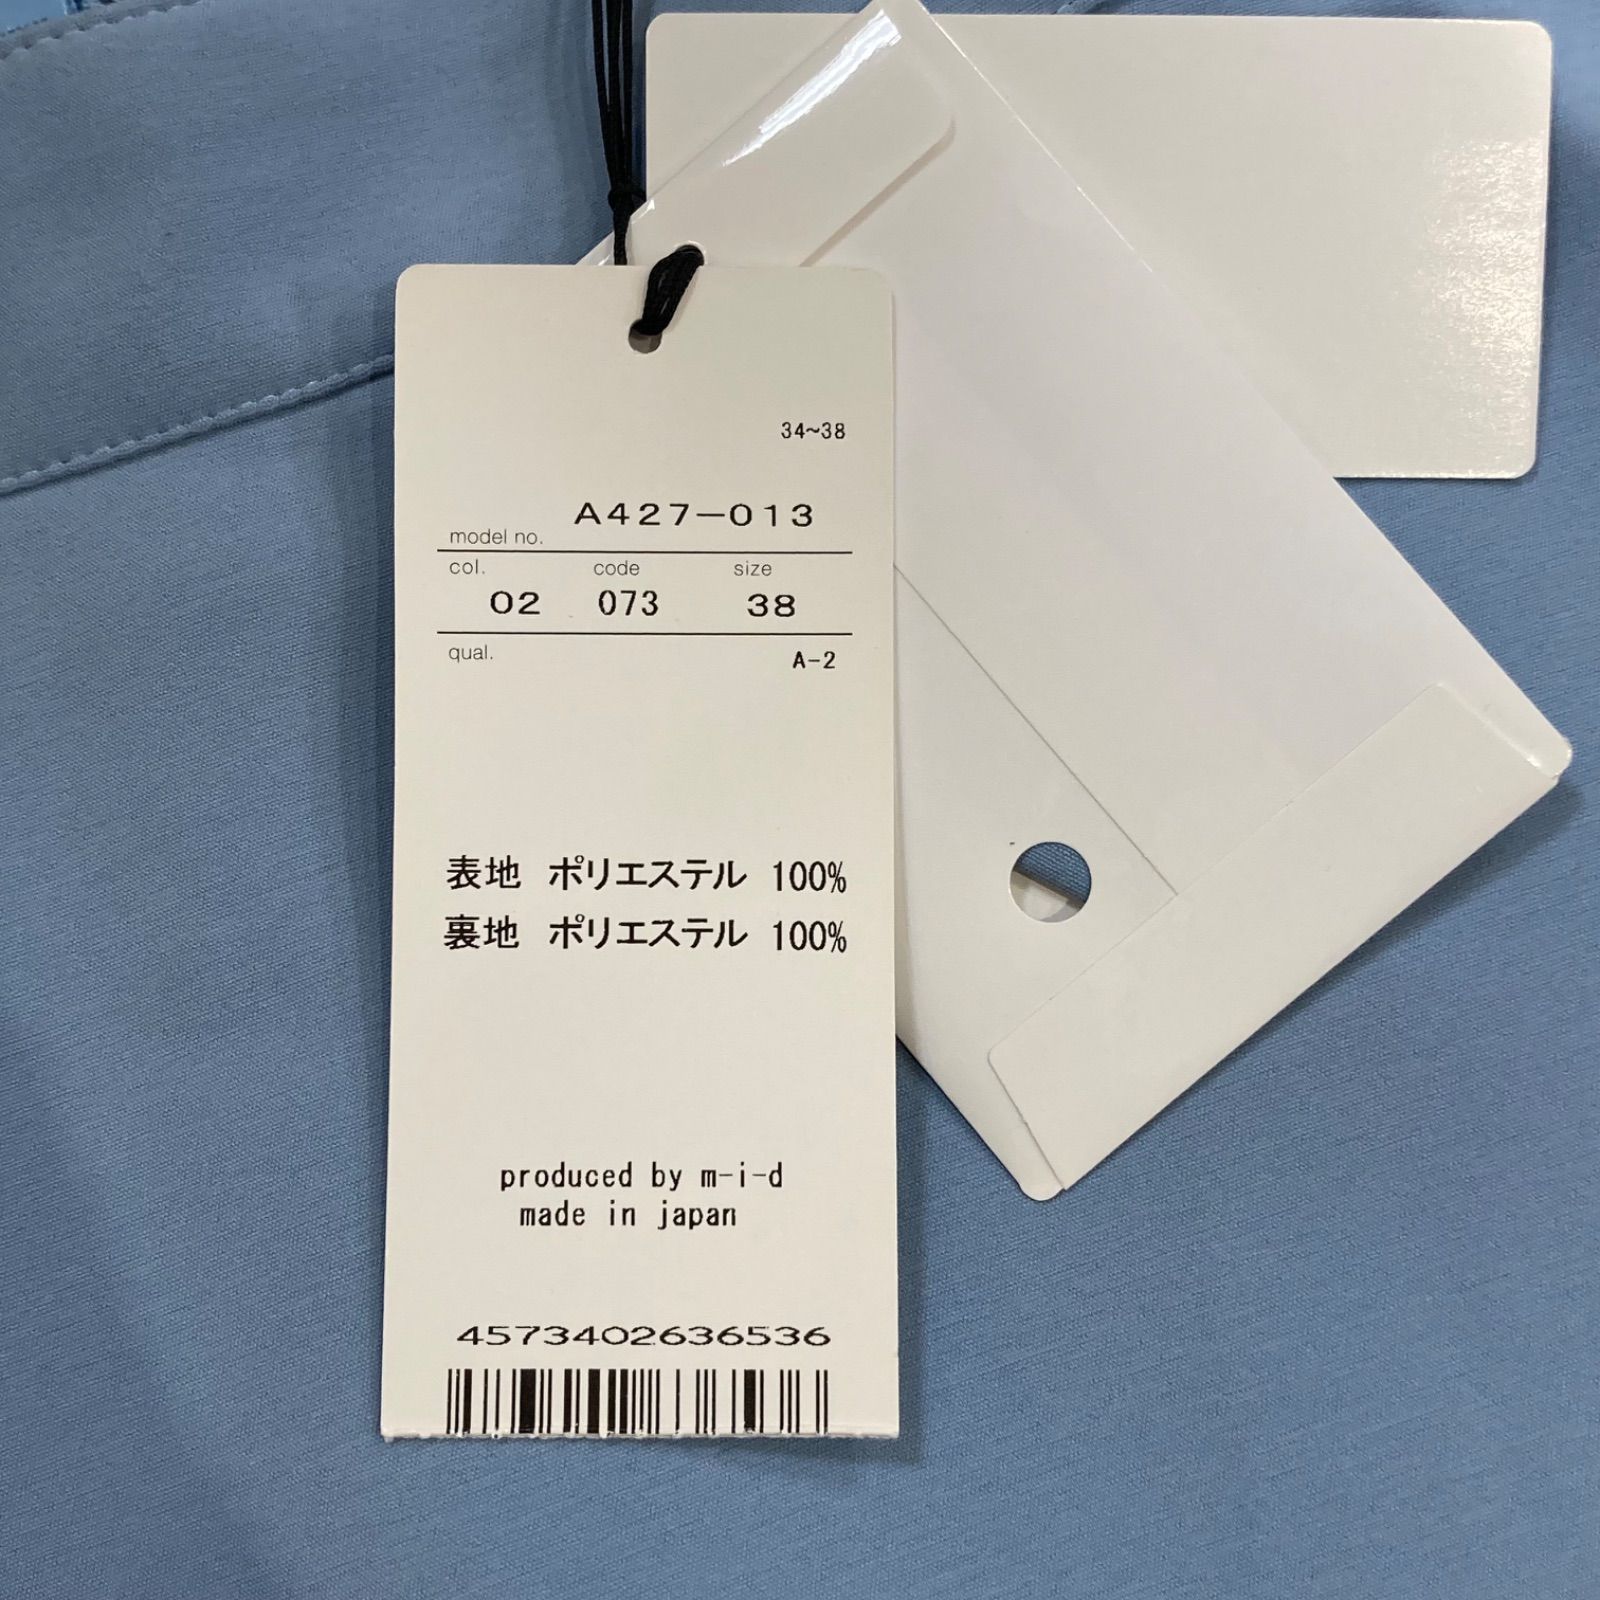 34~38
model no. A427-013
col. code size
02 073 38
qual. A-2
表地 ポリエステル 100%
裏地 ポリエステル 100%
produced by m-i-d
made in japan
4573402636536